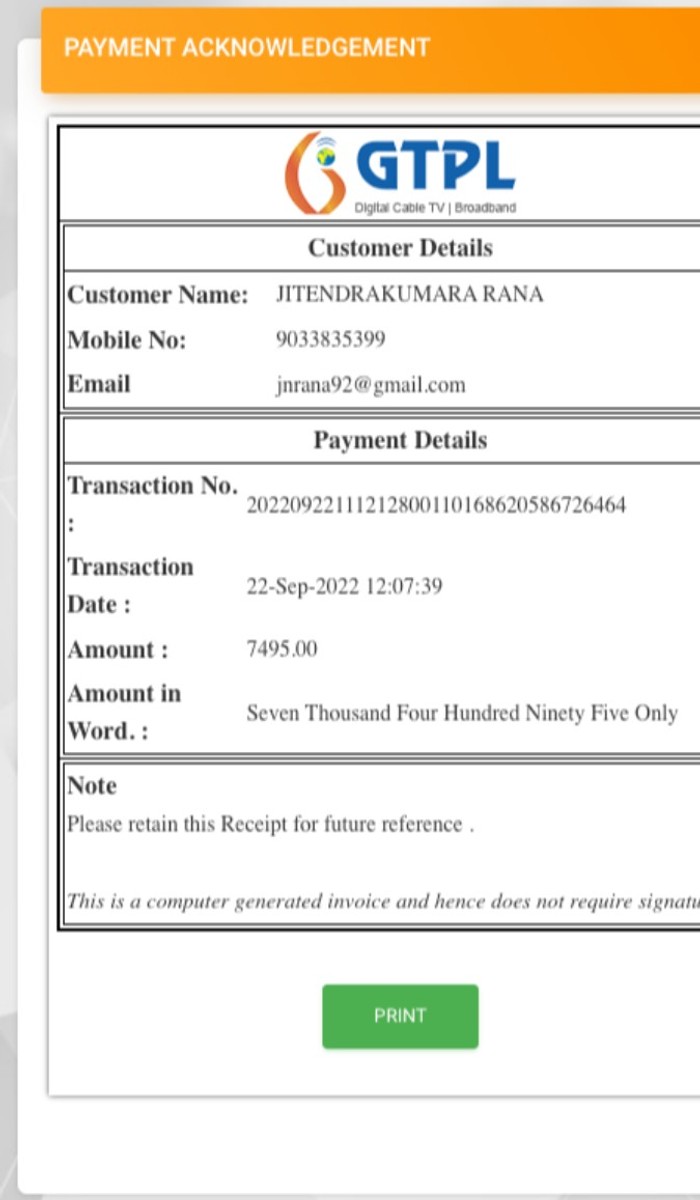 PAYMENT ACKNOWLEDGEMENT
GTPL
Digital Cable TV | Broadband
Customer Details
Customer Name: JITENDRAKUMARA RANA
Mobile No: 9033835399
Email jnrana92@gmail.com
Payment Details
Transaction No. : 20220922111212800110168620586726464
Transaction Date : 22-Sep-2022 12:07:39
Amount : 7495.00
Amount in Word. : Seven Thousand Four Hundred Ninety Five Only
Note
Please retain this Receipt for future reference .
This is a computer generated invoice and hence does not require signatu
PRINT